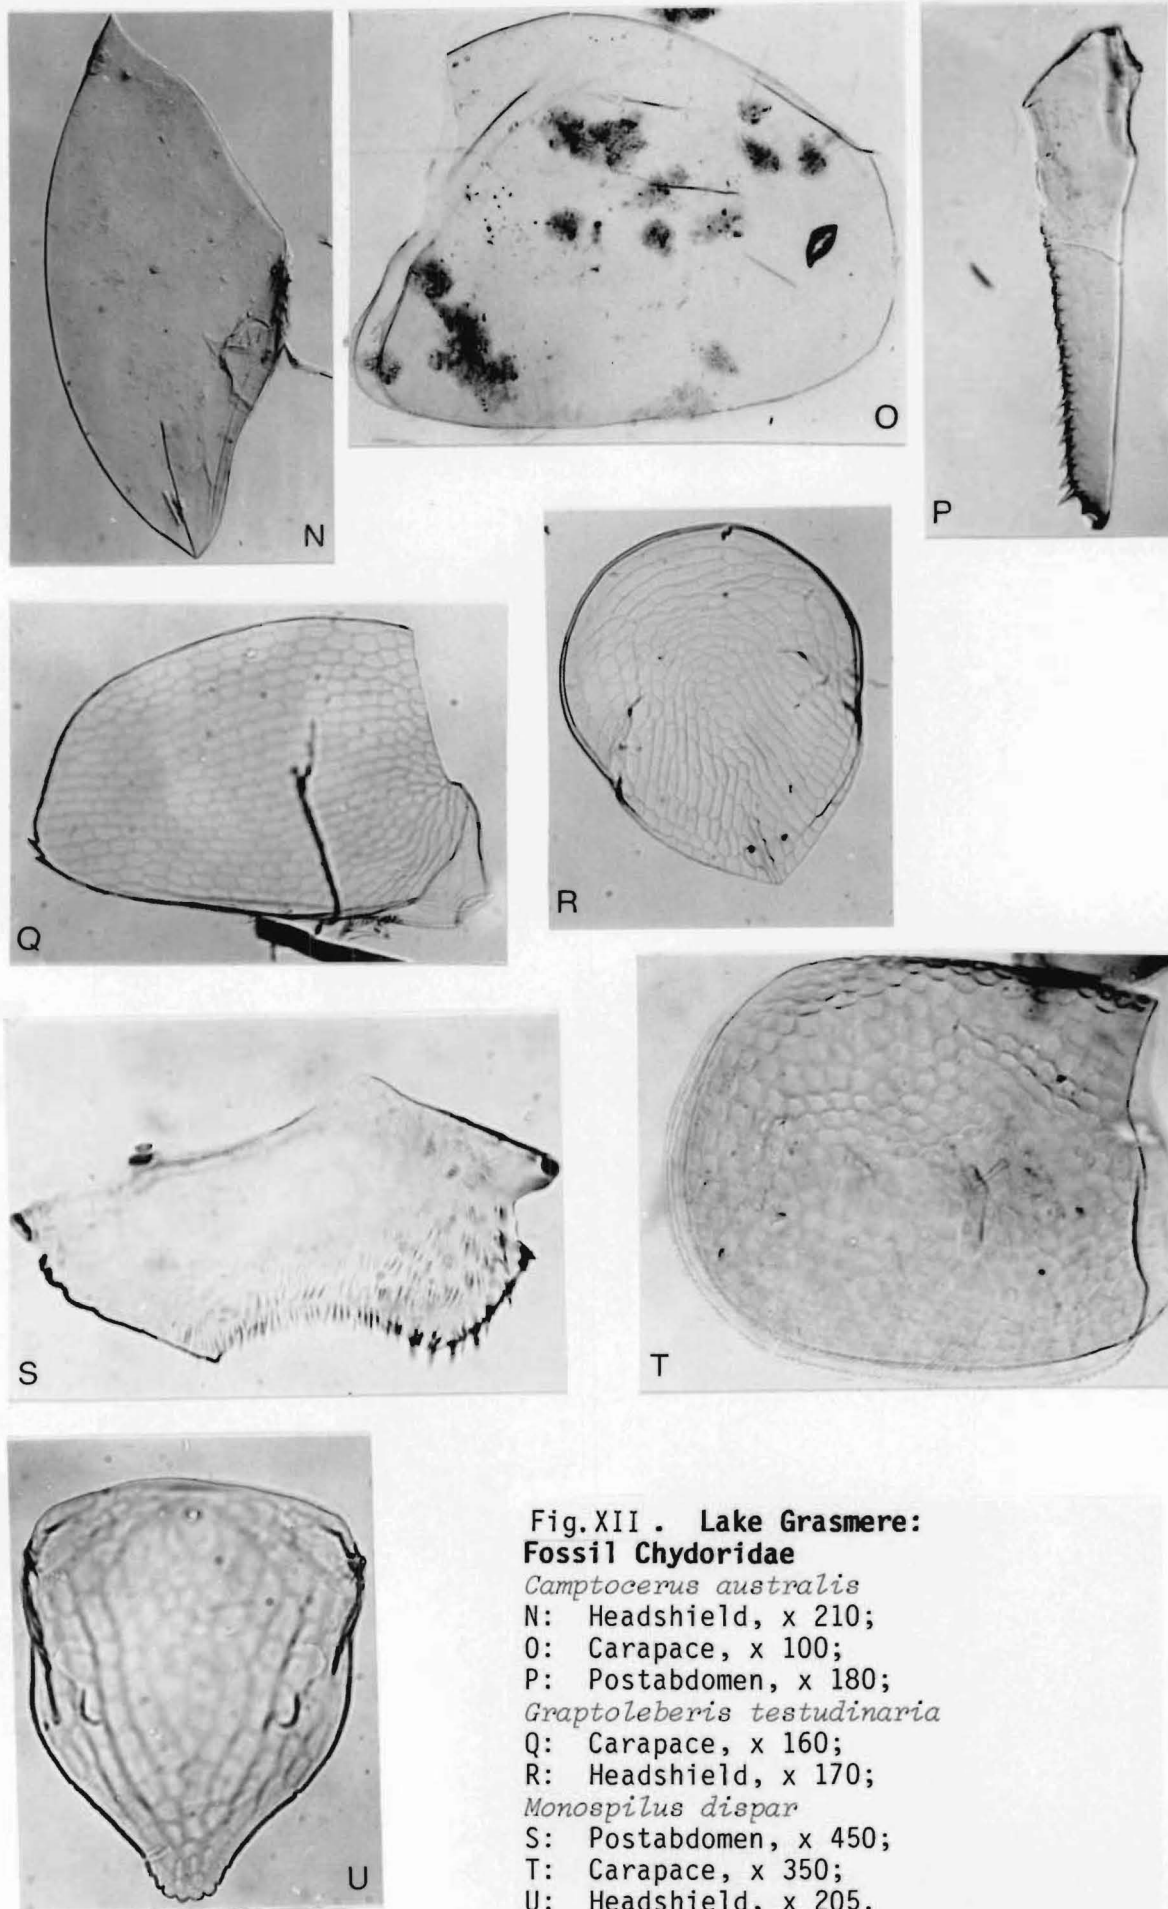 N
O
P
Q
R
S
T
U
Fig.XII . Lake Grasmere:
Fossil Chydoridae
Camptocerus australis
N: Headshield, x 210;
O: Carapace, x 100;
P: Postabdomen, x 180;
Graptoleberis testudinaria
Q: Carapace, x 160;
R: Headshield, x 170;
Monospilus dispar
S: Postabdomen, x 450;
T: Carapace, x 350;
U: Headshield, x 205.